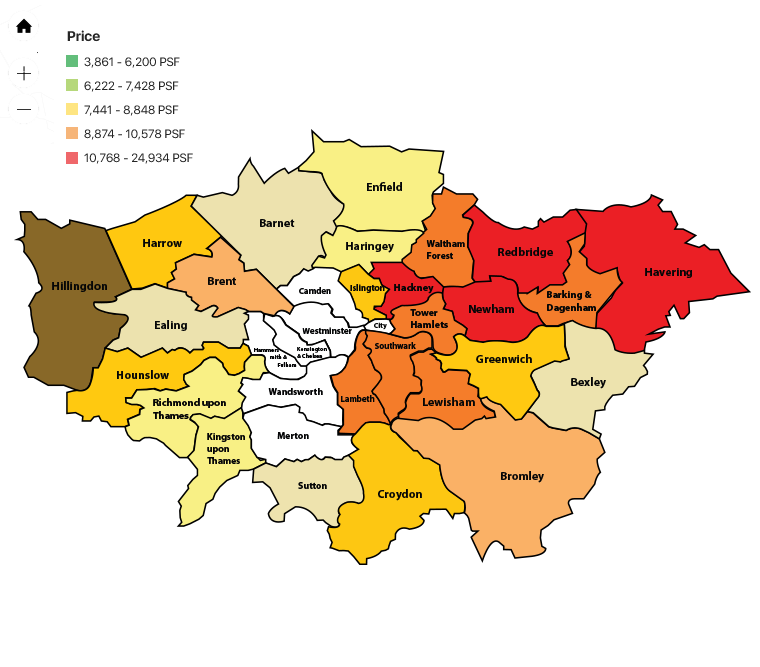 Price
3,861 - 6,200 PSF
6,222 - 7,428 PSF
7,441 - 8,848 PSF
8,874 - 10,578 PSF
10,768 - 24,934 PSF
Enfield
Barnet
Harrow
Haringey
Waltham
Forest
Redbridge
Havering
Hillingdon
Brent
Camden
Islington
Hackney
Newham
Barking &
Dagenham
Ealing
Westminster
City
Tower
Hamlets
Hammers
mith &
Fulham
Kensington
& Chelsea
Southwark
Greenwich
Bexley
Hounslow
Wandsworth
Lambeth
Lewisham
Richmond upon
Thames
Kingston
upon
Thames
Merton
Bromley
Sutton
Croydon